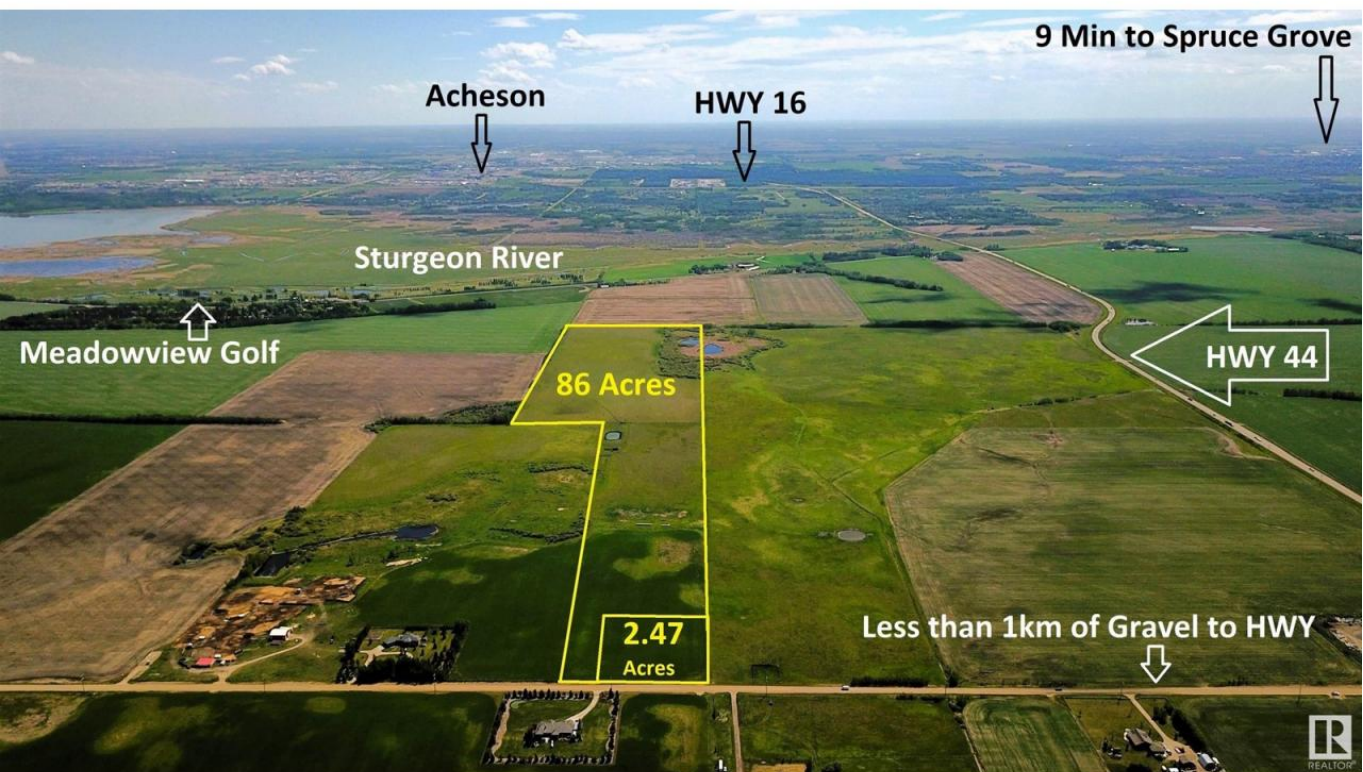 9 Min to Spruce Grove
Acheson
HWY 16
Sturgeon River
Meadowview Golf
HWY 44
86 Acres
2.47
Acres
Less than 1km of Gravel to HWY
R
REALTOR®